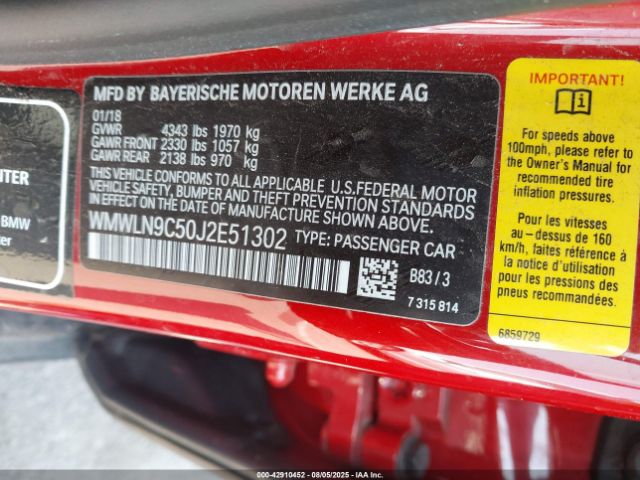 MFD BY BAYERISCHE MOTOREN WERKE AG
01/18
GVWR 4343 lbs 1970 kg
GAWR FRONT 2330 lbs 1057 kg
GAWR REAR 2138 lbs 970 kg
THIS VEHICLE CONFORMS TO ALL APPLICABLE U.S.FEDERAL MOTOR
VEHICLE SAFETY, BUMPER AND THEFT PREVENTION STANDARDS
IN EFFECT ON THE DATE OF MANUFACTURE SHOWN ABOVE.
WMWLN9C50J2E51302 TYPE: PASSENGER CAR
B83 / 3
7 315 814
BMW
IMPORTANT!
For speeds above
100mph, please refer to
the Owner's Manual for
recommended tire
inflation pressures.
Pour les vitesses
au-dessus de 160
km/h, faites référence à
la notice d'utilisation
des pressions des
pneus recommandées.
6859729
000-42910452 - 08/05/2025 - IAA Inc.